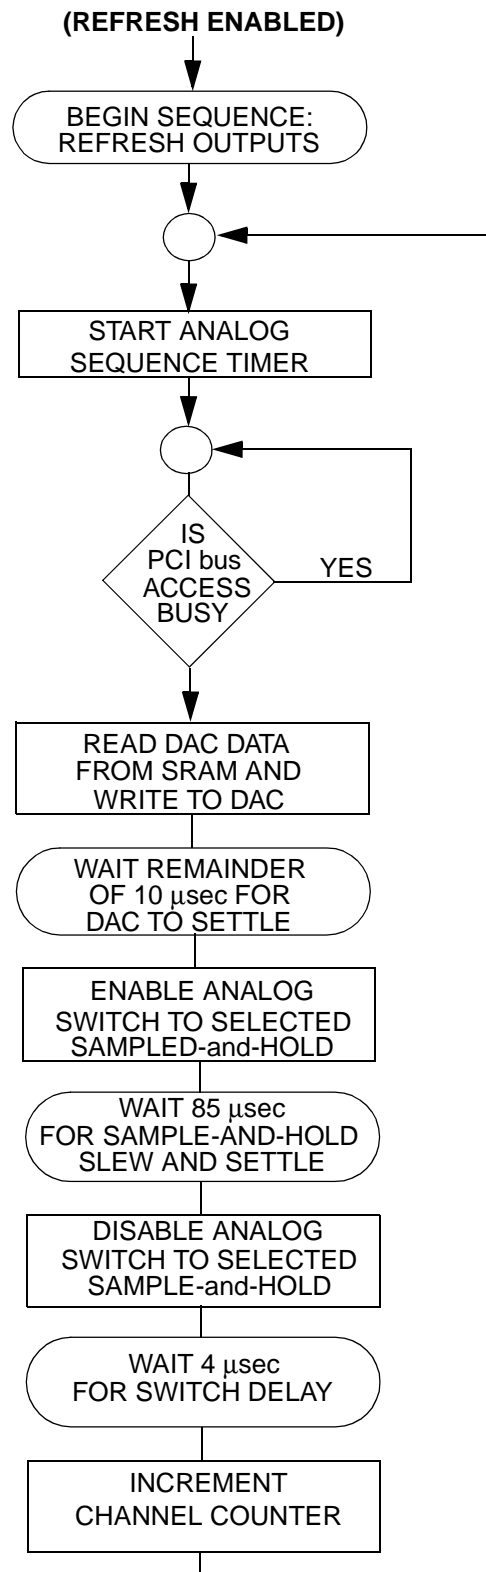 (REFRESH ENABLED)
BEGIN SEQUENCE:
REFRESH OUTPUTS
START ANALOG
SEQUENCE TIMER
IS
PCI bus
ACCESS
BUSY
YES
READ DAC DATA
FROM SRAM AND
WRITE TO DAC
WAIT REMAINDER
OF 10 µsec FOR
DAC TO SETTLE
ENABLE ANALOG
SWITCH TO SELECTED
SAMPLED-and-HOLD
WAIT 85 µsec
FOR SAMPLE-AND-HOLD
SLEW AND SETTLE
DISABLE ANALOG
SWITCH TO SELECTED
SAMPLE-and-HOLD
WAIT 4 µsec
FOR SWITCH DELAY
INCREMENT
CHANNEL COUNTER